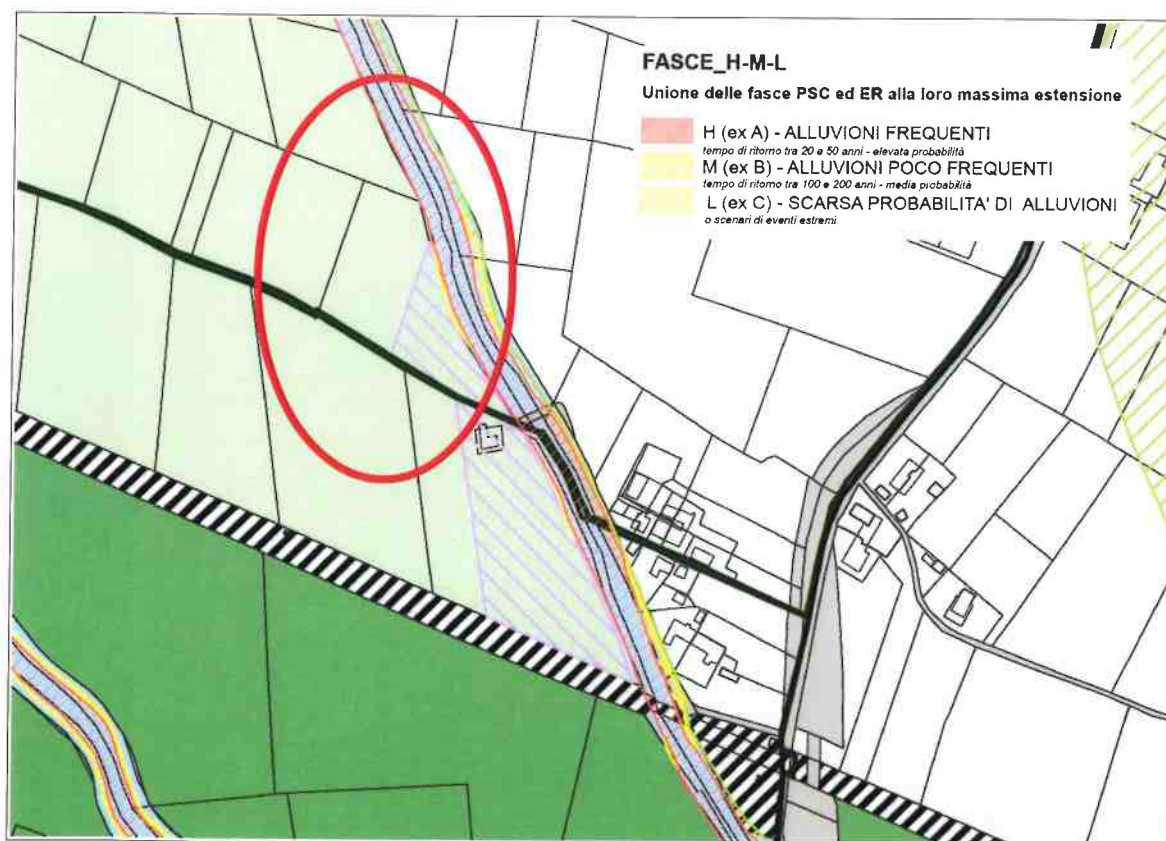 FASCE_H-M-L
Unione delle fasce PSC ed ER alla loro massima estensione
H (ex A) - ALLUVIONI FREQUENTI
tempo di ritorno tra 20 e 50 anni - elevata probabilità
M (ex B) - ALLUVIONI POCO FREQUENTI
tempo di ritorno tra 100 e 200 anni - media probabilità
L (ex C) - SCARSA PROBABILITA' DI ALLUVIONI
o scenari di eventi estremi